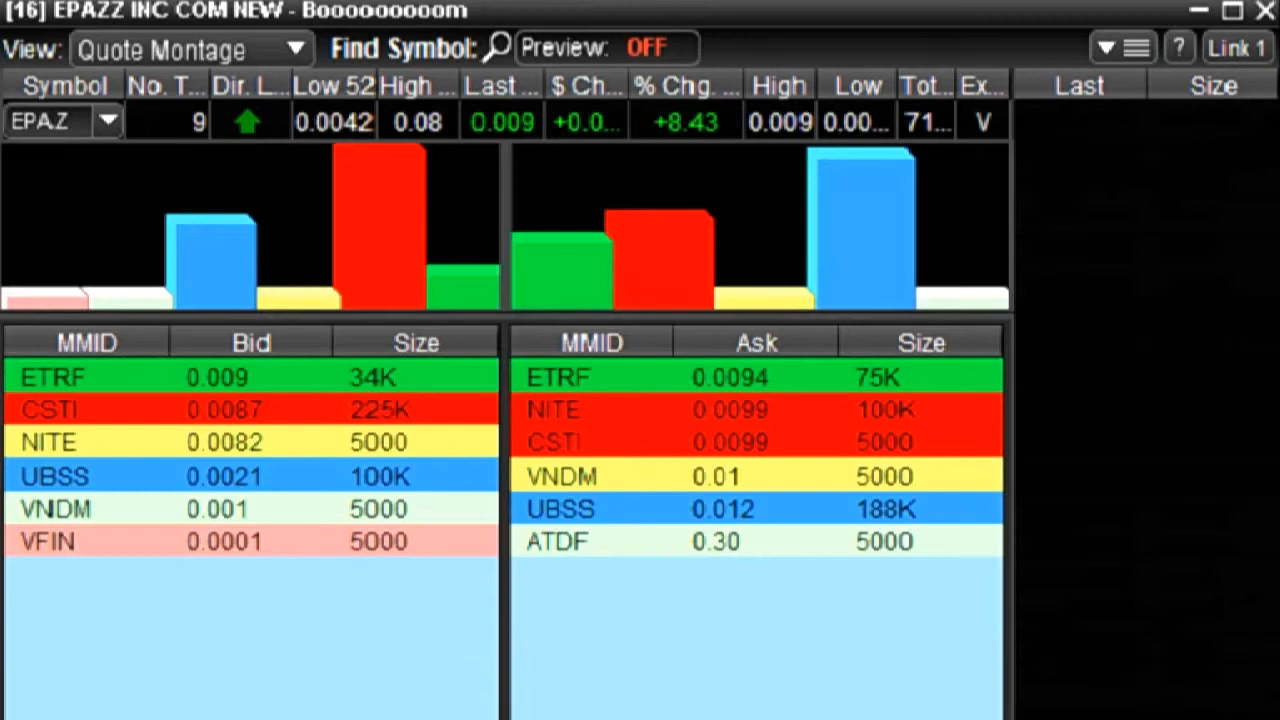 [16] EPAZZ INC COM NEW - Booooooooom
View: Quote Montage Find Symbol: Preview: OFF ? Link 1
Symbol No. T... Dir. L... Low 52 High ... Last ... $ Ch... % Chg. ... High Low Tot... Ex... Last Size
EPAZ 9 0.0042 0.08 0.009 +0.0... +8.43 0.009 0.00... 71... V
MMID Bid Size MMID Ask Size
ETRF 0.009 34K ETRF 0.0094 75K
CSTI 0.0087 225K NITE 0.0099 100K
NITE 0.0082 5000 CSTI 0.0099 5000
UBSS 0.0021 100K VNDM 0.01 5000
VNDM 0.001 5000 UBSS 0.012 188K
VFIN 0.0001 5000 ATDF 0.30 5000